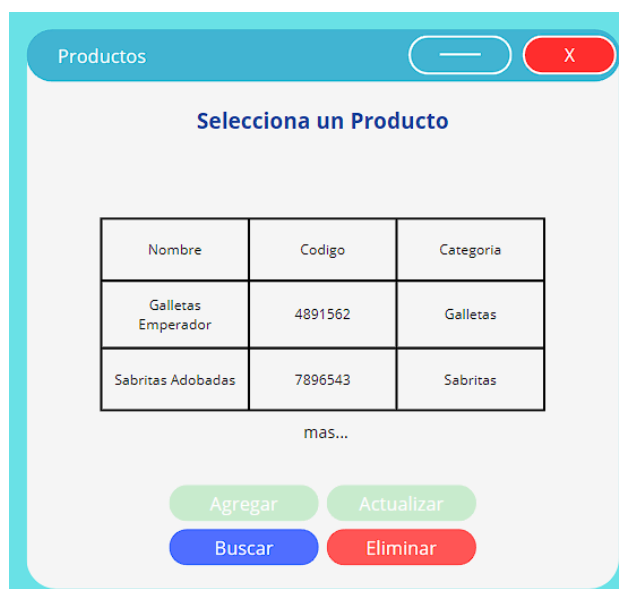 Productos
X
Selecciona un Producto
Nombre Codigo Categoria
Galletas
Emperador 4891562 Galletas
Sabritas Adobadas 7896543 Sabritas
mas...
Agregar Actualizar
Buscar Eliminar